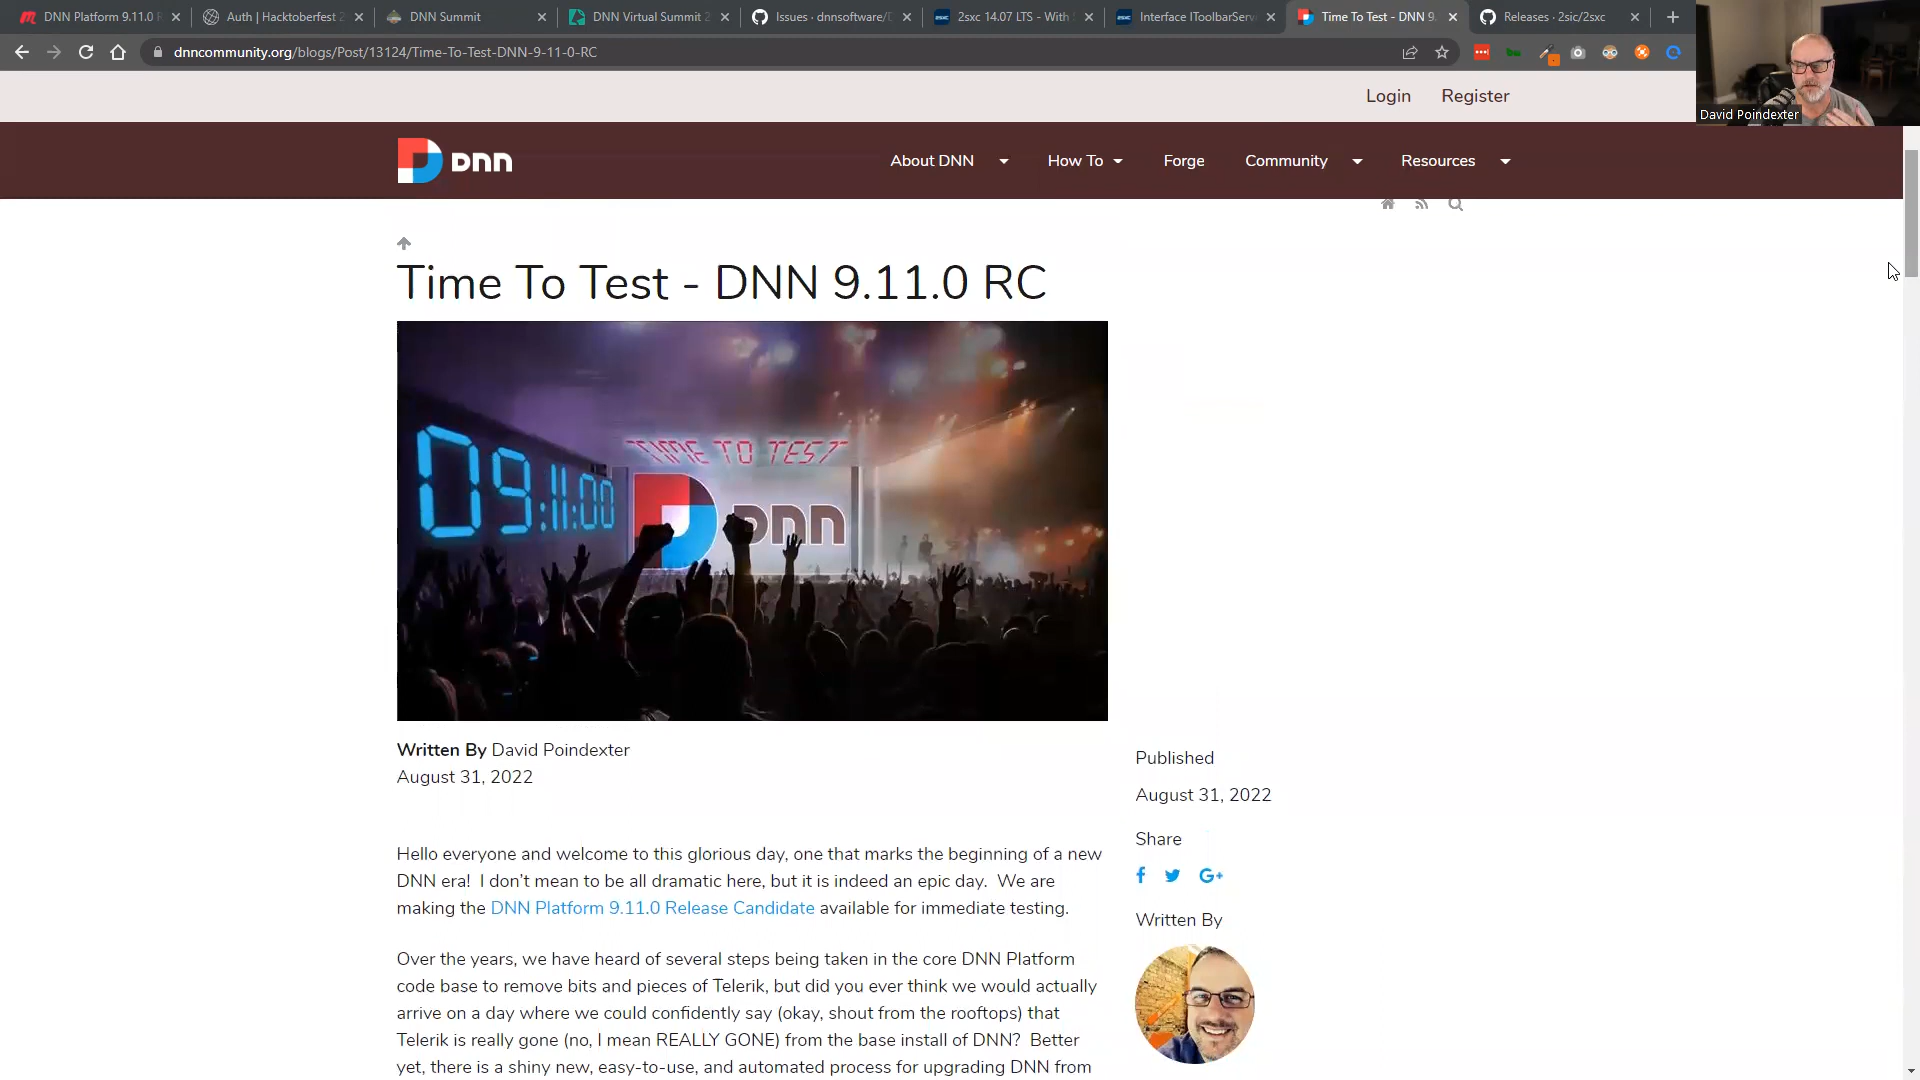 DNN Platform 9.11.0 R
Auth | Hacktoberfest 2
DNN Summit
DNN Virtual Summit 2
Issues · dnnsoftware/D
2sxc 14.07 LTS - With
Interface IToolbarServ
Time To Test - DNN 9.
Releases · 2sic/2sxc
dnncommunity.org/blogs/Post/13124/Time-To-Test-DNN-9-11-0-RC
David Poindexter
Login Register
DNN
About DNN How To Forge Community Resources
Time To Test - DNN 9.11.0 RC
TIME TO TEST
09:11:00
DNN
Written By David Poindexter
August 31, 2022
Hello everyone and welcome to this glorious day, one that marks the beginning of a new
DNN era! I don't mean to be all dramatic here, but it is indeed an epic day. We are
making the DNN Platform 9.11.0 Release Candidate available for immediate testing.
Over the years, we have heard of several steps being taken in the core DNN Platform
code base to remove bits and pieces of Telerik, but did you ever think we would actually
arrive on a day where we could confidently say (okay, shout from the rooftops) that
Telerik is really gone (no, I mean REALLY GONE) from the base install of DNN? Better
yet, there is a shiny new, easy-to-use, and automated process for upgrading DNN from
Published
August 31, 2022
Share
Written By